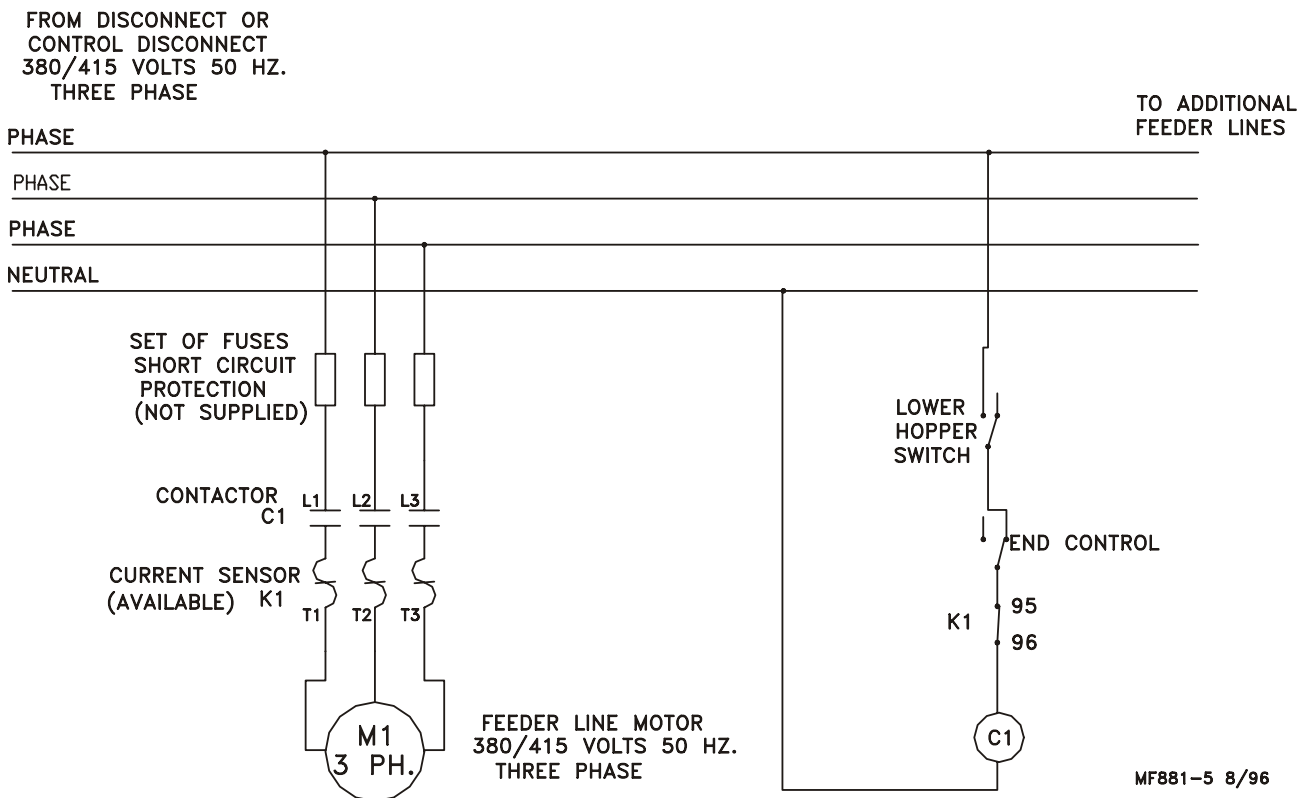 FROM DISCONNECT OR
CONTROL DISCONNECT
380/415 VOLTS 50 HZ.
THREE PHASE
TO ADDITIONAL
FEEDER LINES
PHASE
PHASE
PHASE
NEUTRAL
SET OF FUSES
SHORT CIRCUIT
PROTECTION
(NOT SUPPLIED)
LOWER
HOPPER
SWITCH
CONTACTOR
C1
L1
L2
L3
END CONTROL
CURRENT SENSOR
(AVAILABLE) K1
T1
T2
T3
K1
95
96
M1
3 PH.
FEEDER LINE MOTOR
380/415 VOLTS 50 HZ.
THREE PHASE
C1
MF881-5 8/96